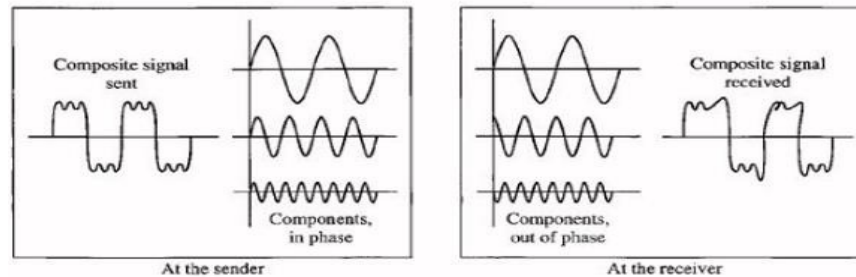 Composite signal
sent
Components,
in phase
At the sender
Composite signal
received
Components,
out of phase
At the receiver